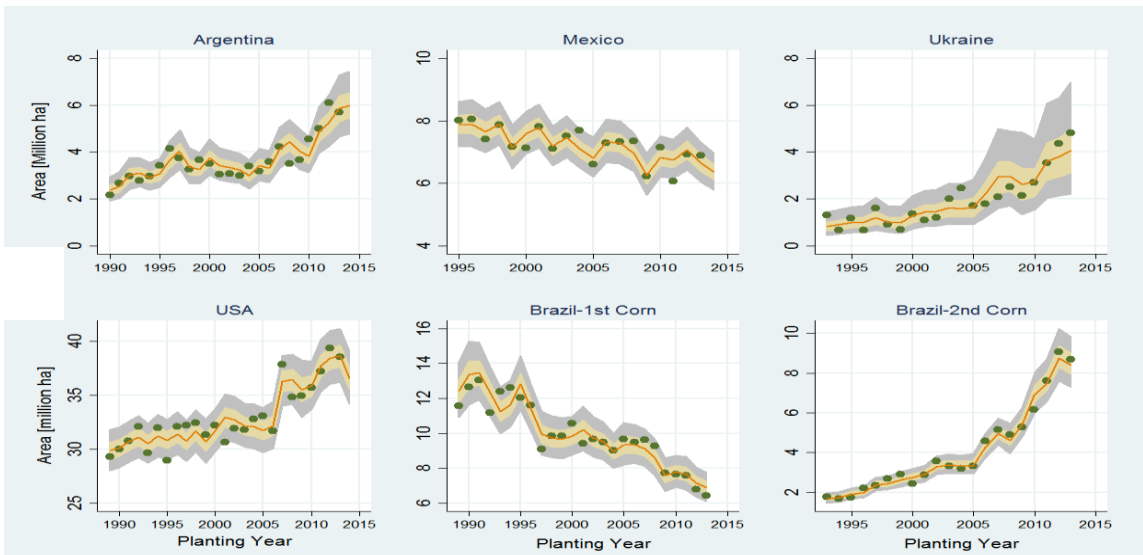 Argentina
Mexico
Ukraine
Area [Million ha]
8
6
4
2
0
1990 1995 2000 2005 2010 2015
10
8
6
4
1995 2000 2005 2010 2015
8
6
4
2
0
1995 2000 2005 2010 2015
USA
Brazil-1st Corn
Brazil-2nd Corn
Area [million ha]
40
35
30
25
1990 1995 2000 2005 2010 2015
Planting Year
16
14
12
10
8
6
1990 1995 2000 2005 2010 2015
Planting Year
10
8
6
4
2
1995 2000 2005 2010 2015
Planting Year